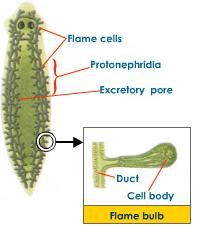 Flame cells
Protonephridia
Excretory pore
Duct
Cell body
Flame bulb